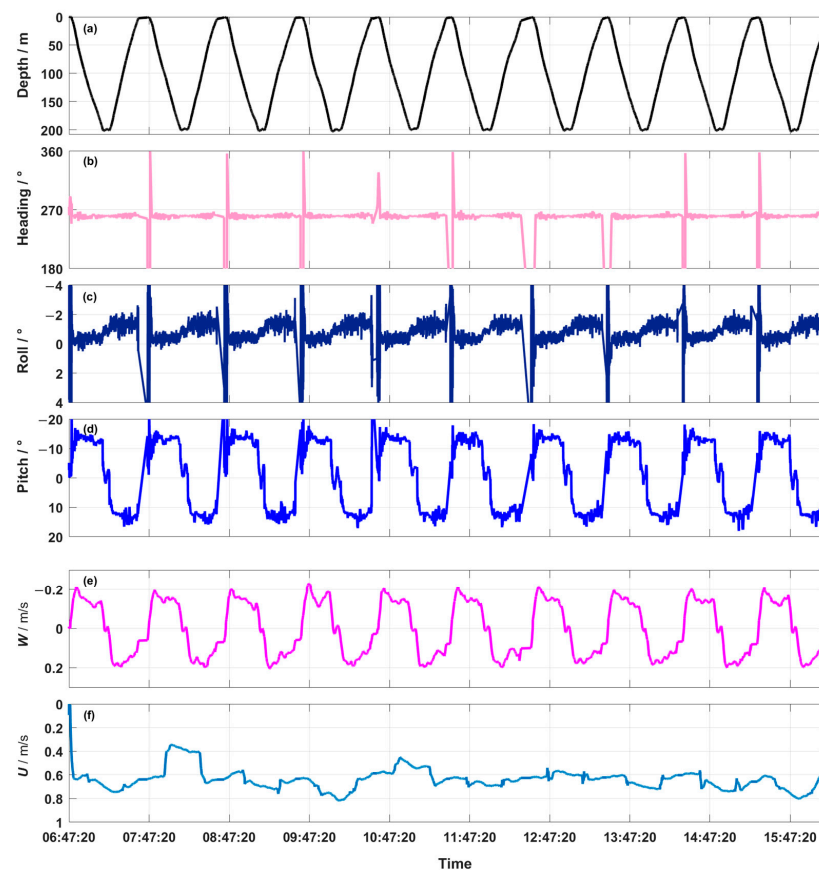 (a)
Depth / m
0
50
100
150
200
(b)
Heading / °
360
270
180
(c)
Roll / °
−4
−2
0
2
4
(d)
Pitch / °
−20
−10
0
10
20
(e)
W / m/s
−0.2
0
0.2
(f)
U / m/s
0
0.2
0.4
0.6
0.8
1
06:47:20 07:47:20 08:47:20 09:47:20 10:47:20 11:47:20 12:47:20 13:47:20 14:47:20 15:47:20
Time